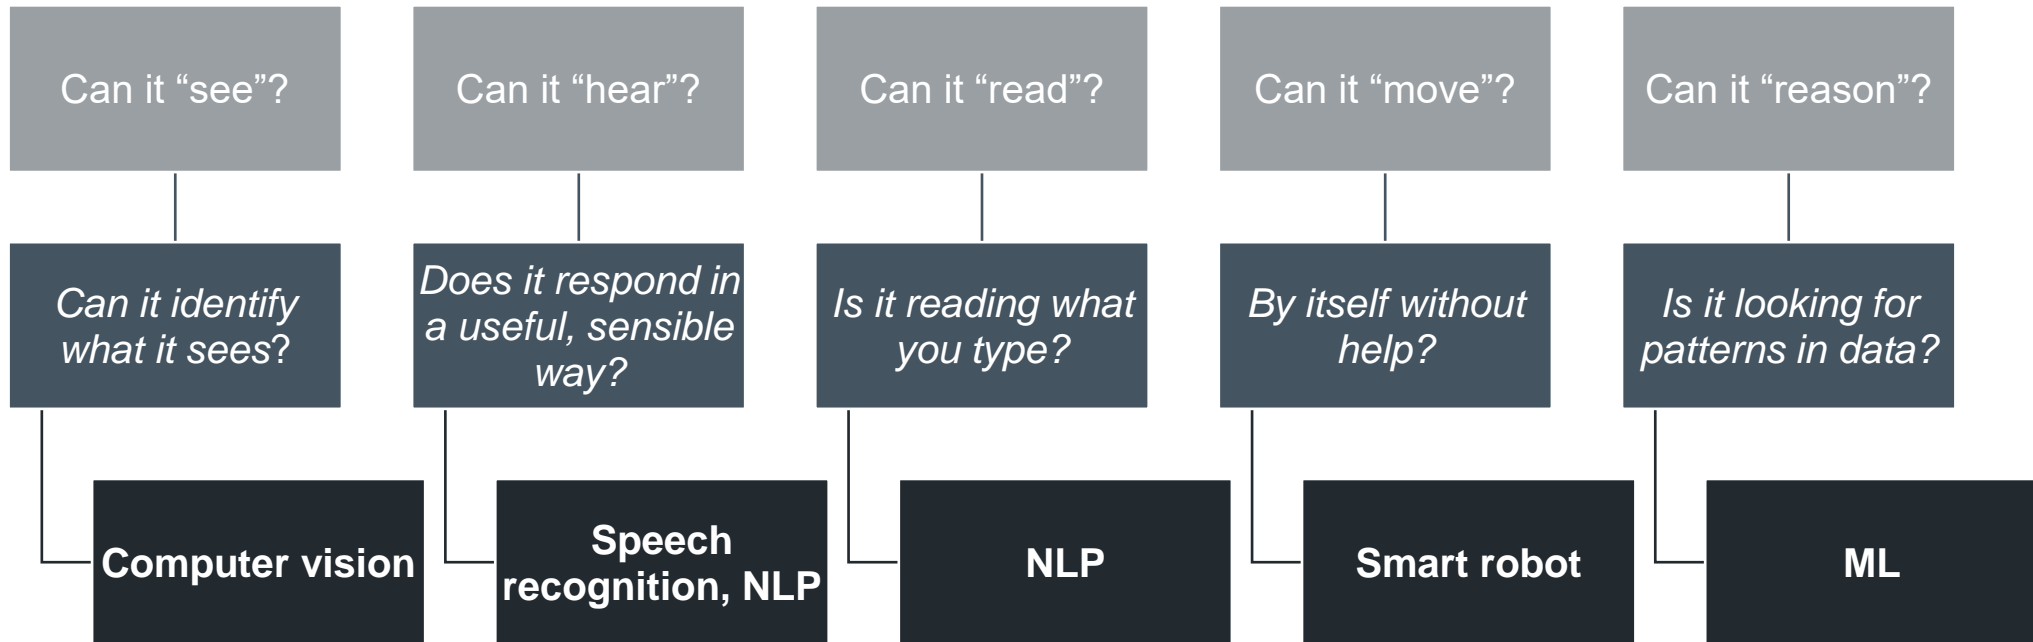 Can it “see”?
Can it “hear”?
Can it “read”?
Can it “move”?
Can it “reason”?
Can it identify
what it sees?
Does it respond in
a useful, sensible
way?
Is it reading what
you type?
By itself without
help?
Is it looking for
patterns in data?
Computer vision
Speech
recognition, NLP
NLP
Smart robot
ML